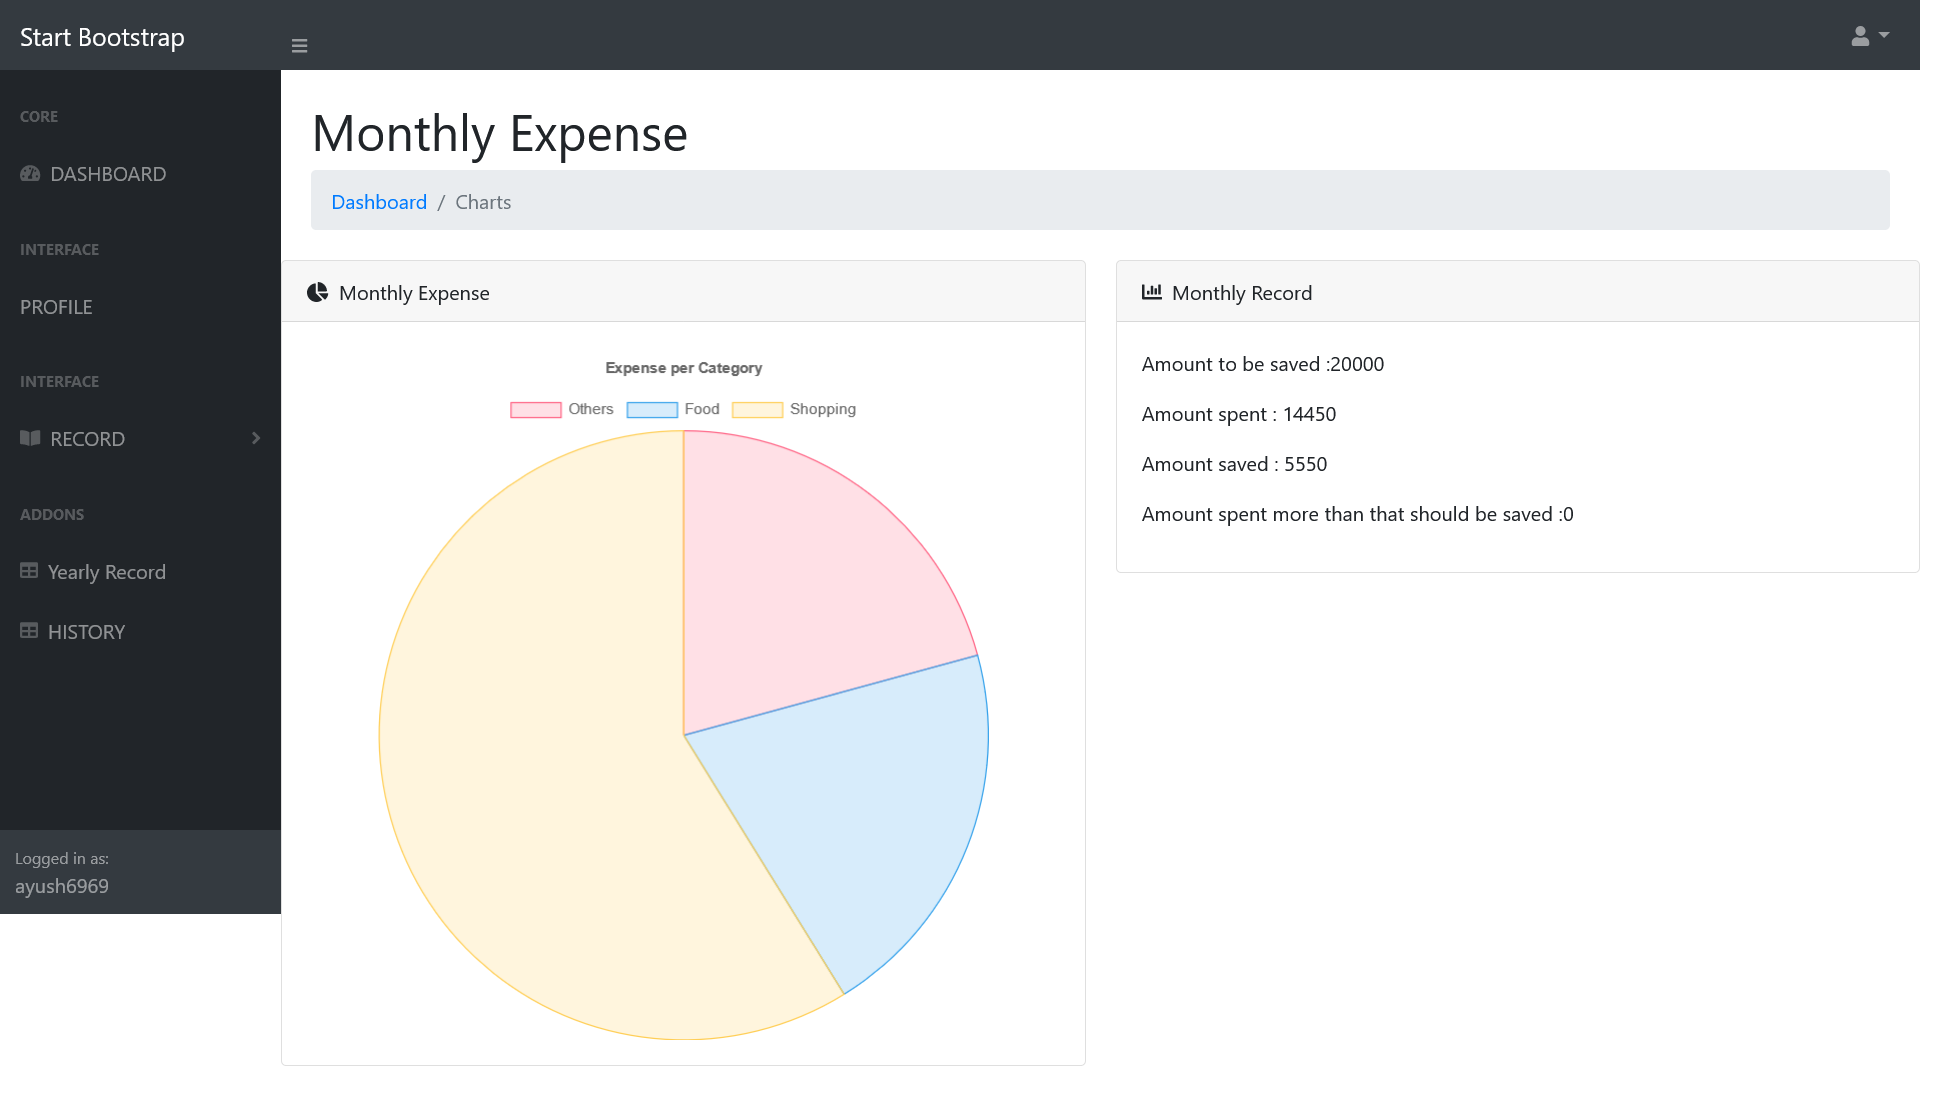 Start Bootstrap
CORE
DASHBOARD
INTERFACE
PROFILE
INTERFACE
RECORD
ADDONS
Yearly Record
HISTORY
Logged in as:
ayush6969
Monthly Expense
Dashboard / Charts
Monthly Expense
Expense per Category
Others Food Shopping
Monthly Record
Amount to be saved :20000
Amount spent : 14450
Amount saved : 5550
Amount spent more than that should be saved :0